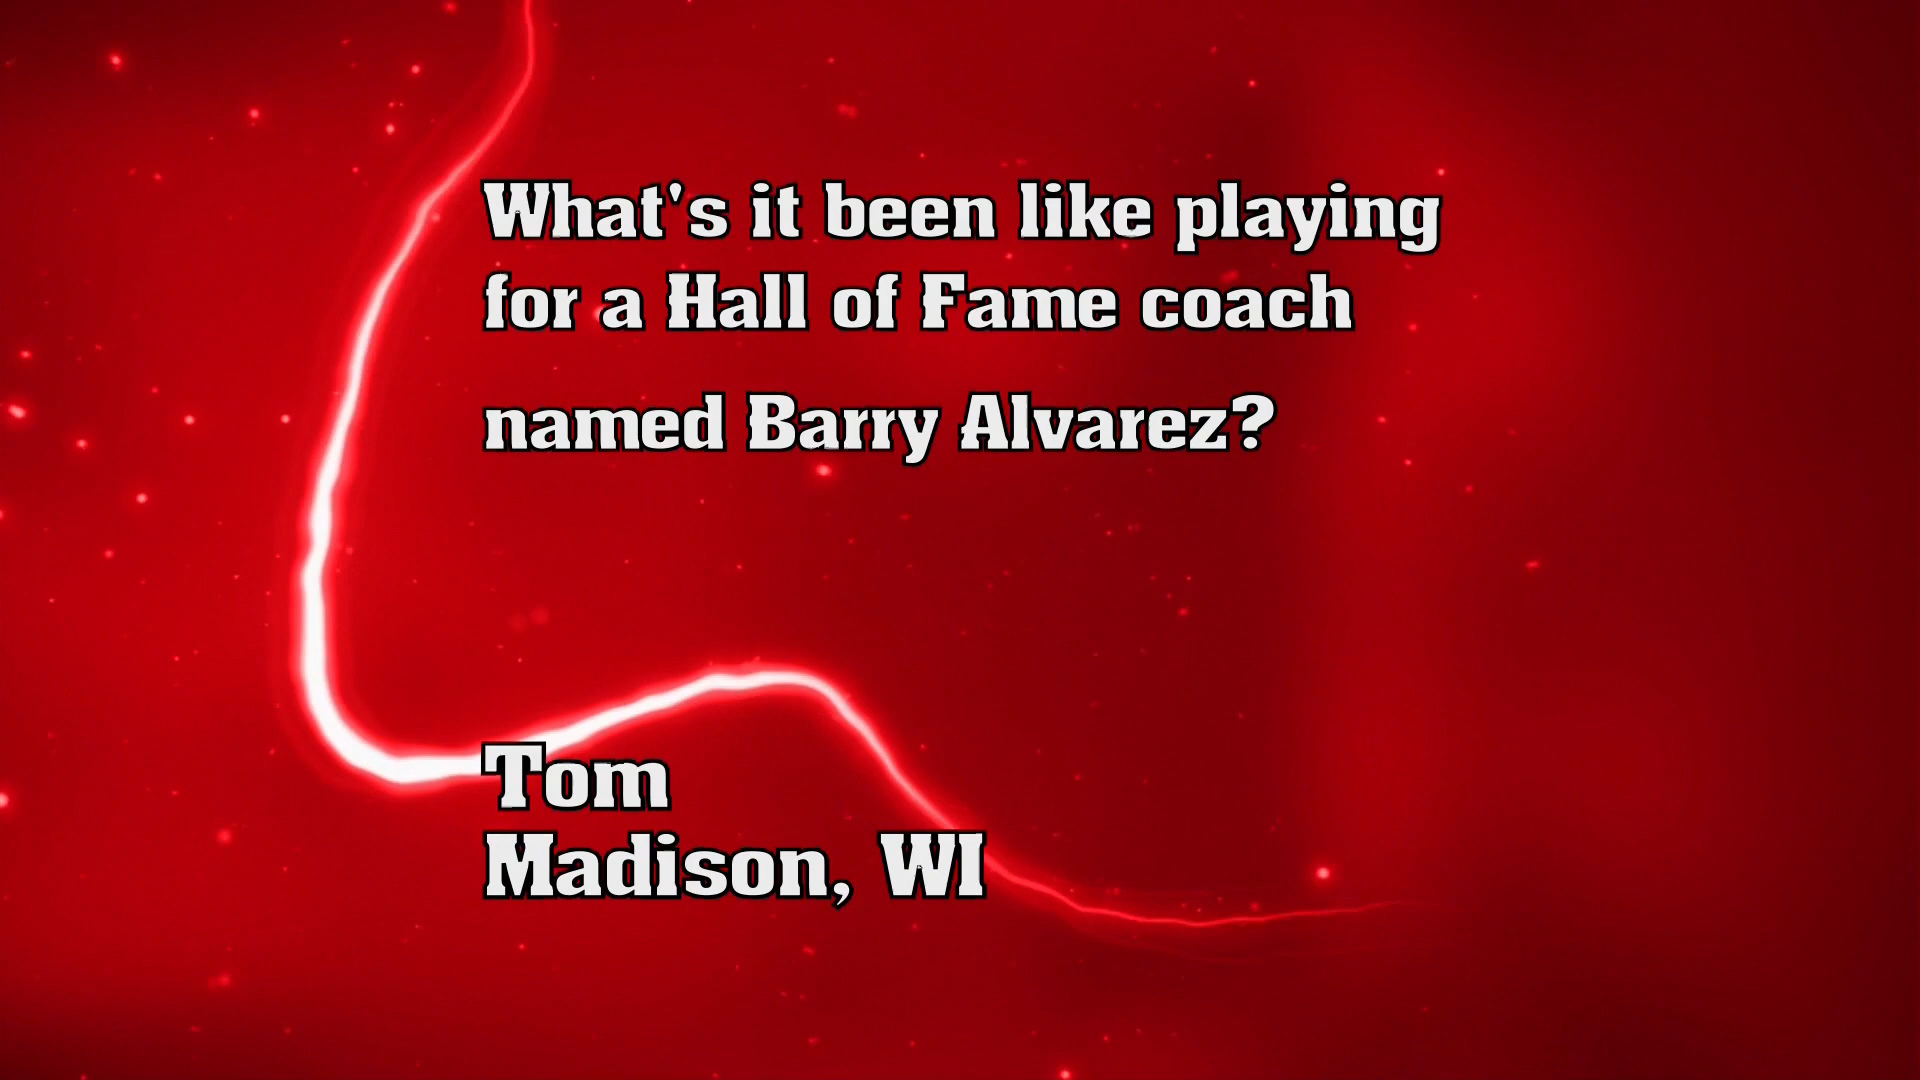 What's it been like playing
for a Hall of Fame coach
named Barry Alvarez?
Tom
Madison, WI